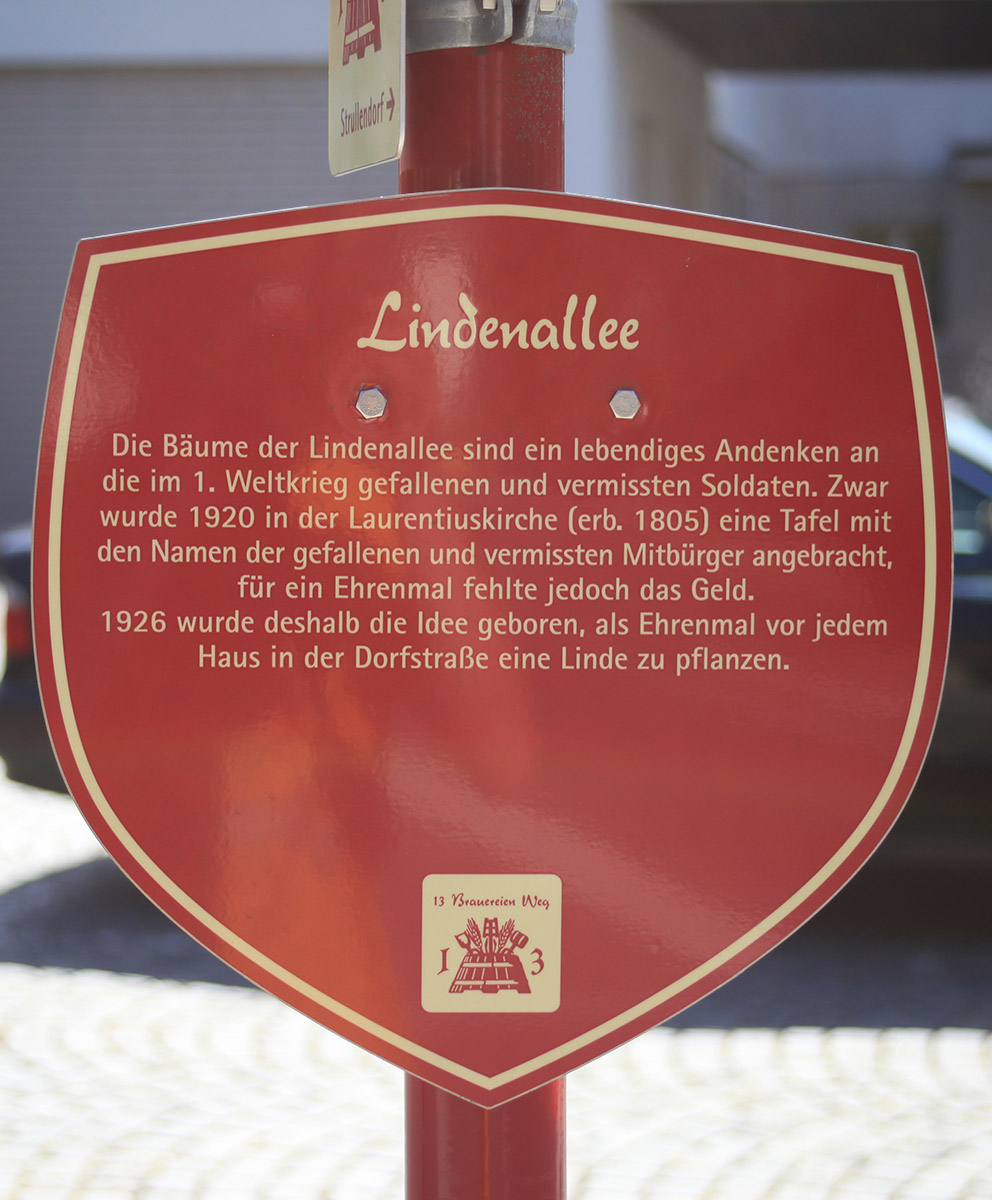 Strullendorf →
Lindenallee
Die Bäume der Lindenallee sind ein lebendiges Andenken an
die im 1. Weltkrieg gefallenen und vermissten Soldaten. Zwar
wurde 1920 in der Laurentiuskirche (erb. 1805) eine Tafel mit
den Namen der gefallenen und vermissten Mitbürger angebracht,
für ein Ehrenmal fehlte jedoch das Geld.
1926 wurde deshalb die Idee geboren, als Ehrenmal vor jedem
Haus in der Dorfstraße eine Linde zu pflanzen.
13 Brauereien Weg
1 3